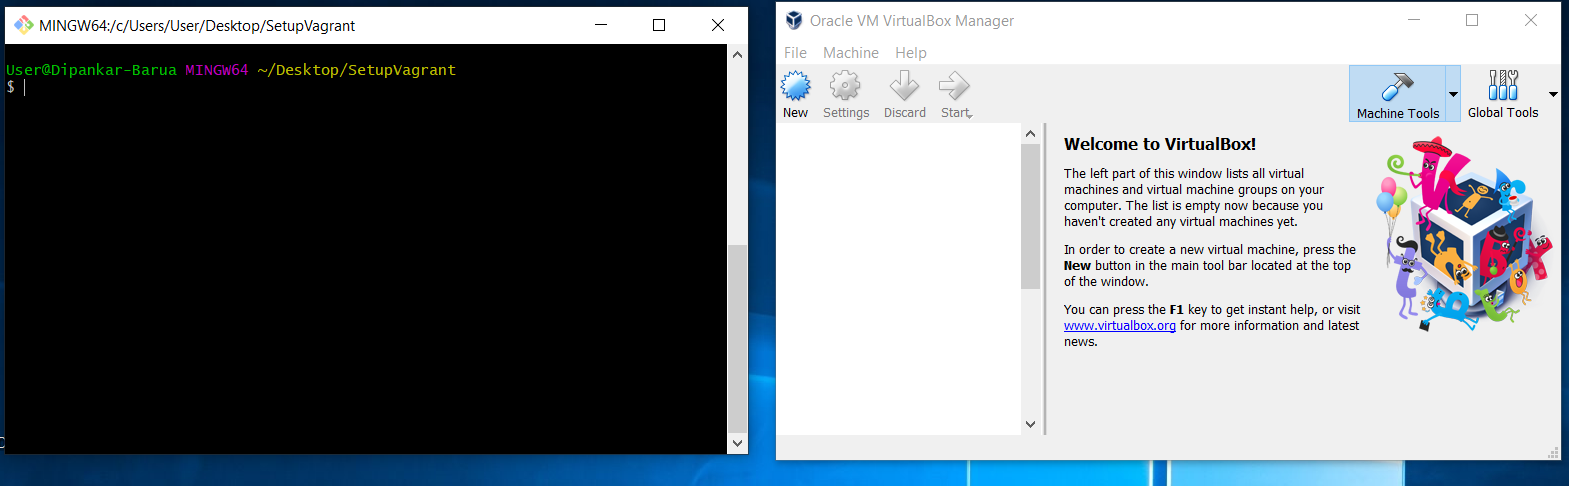 MINGW64:/c/Users/User/Desktop/SetupVagrant
User@Dipankar-Barua MINGW64 ~/Desktop/SetupVagrant
$
Oracle VM VirtualBox Manager
File Machine Help
New Settings Discard Start
Machine Tools Global Tools
Welcome to VirtualBox!
The left part of this window lists all virtual
machines and virtual machine groups on your
computer. The list is empty now because you
haven't created any virtual machines yet.
In order to create a new virtual machine, press the
New button in the main tool bar located at the top
of the window.
You can press the F1 key to get instant help, or visit
www.virtualbox.org for more information and latest
news.